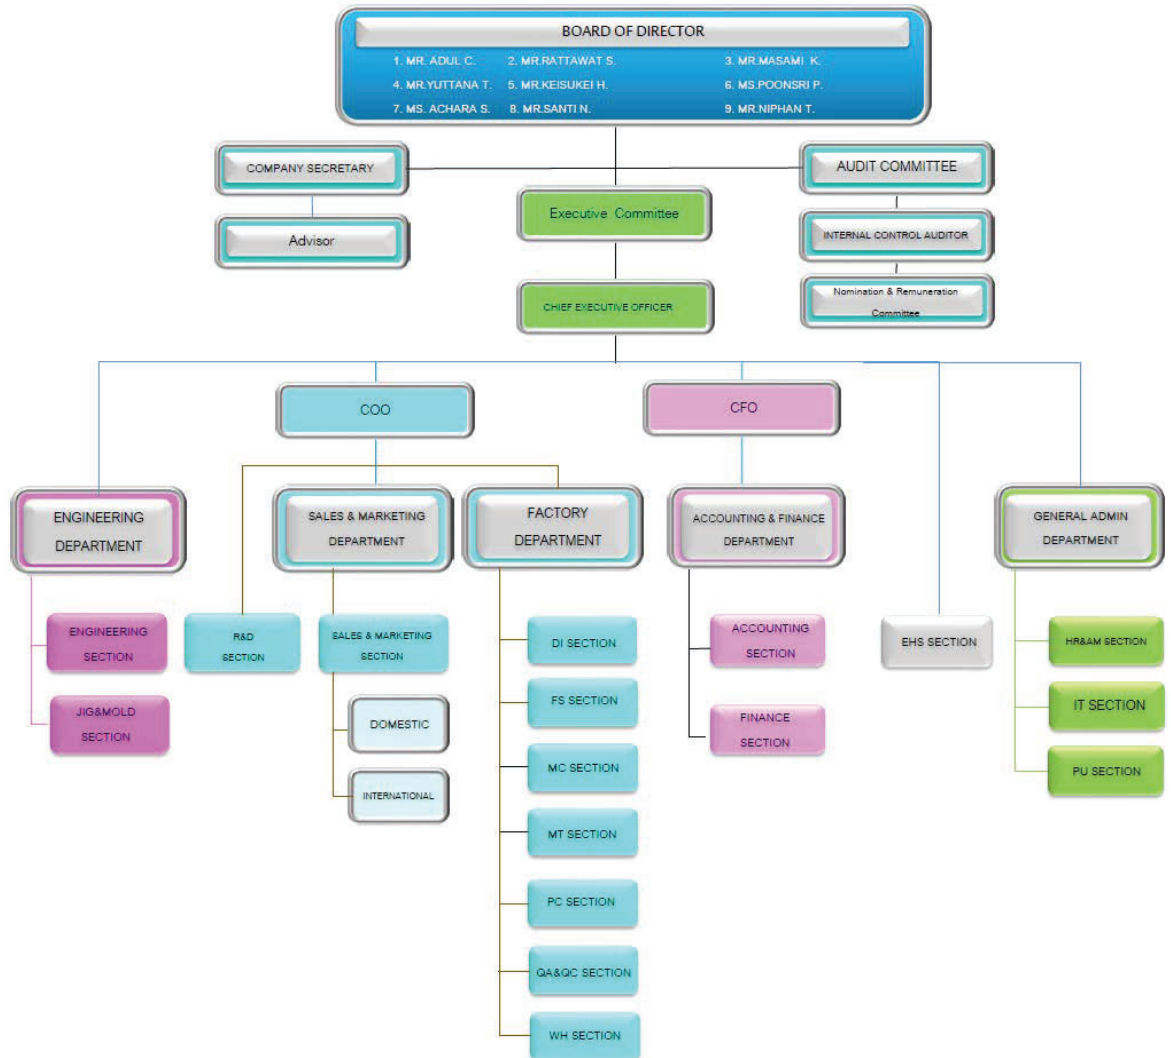 BOARD OF DIRECTOR
1. MR. ADUL C. 2. MR.RATTAWAT S. 3. MR.MASAMI K.
4. MR.YUTTANA T. 5. MR.KEISUKEI H. 6. MS.POONSRI P.
7. MS. ACHARA S. 8. MR.SANTI N. 9. MR.NIPHAN T.
COMPANY SECRETARY
AUDIT COMMITTEE
Executive Committee
Advisor
INTERNAL CONTROL AUDITOR
CHIEF EXECUTIVE OFFICER
Nomination & Remuneration
Committee
COO
CFO
ENGINEERING
DEPARTMENT
SALES & MARKETING
DEPARTMENT
FACTORY
DEPARTMENT
ACCOUNTING & FINANCE
DEPARTMENT
GENERAL ADMIN
DEPARTMENT
ENGINEERING
SECTION
JIG&MOLD
SECTION
R&D
SECTION
SALES & MARKETING
SECTION
DOMESTIC
INTERNATIONAL
DI SECTION
FS SECTION
MC SECTION
MT SECTION
PC SECTION
QA&QC SECTION
WH SECTION
ACCOUNTING
SECTION
FINANCE
SECTION
EHS SECTION
HR&AM SECTION
IT SECTION
PU SECTION